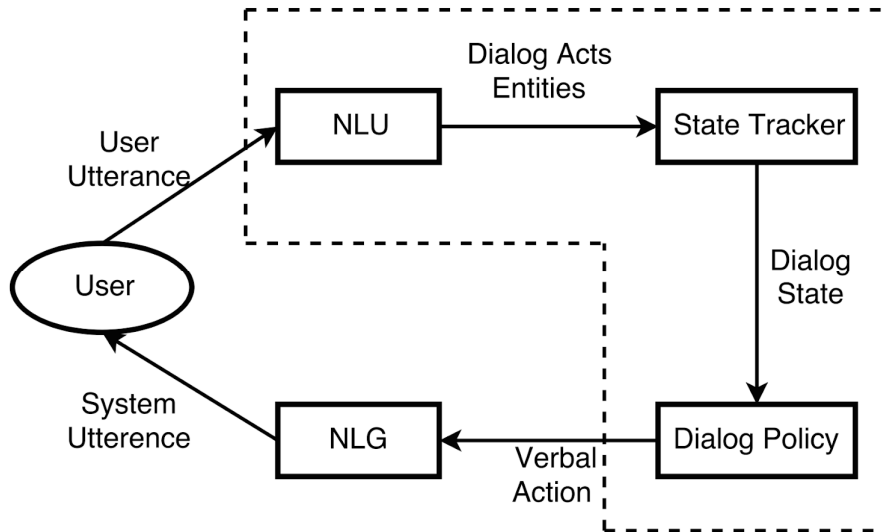 Dialog Acts
Entities
NLU
State Tracker
User
Utterance
User
Dialog
State
System
Utterence
NLG
Dialog Policy
Verbal
Action